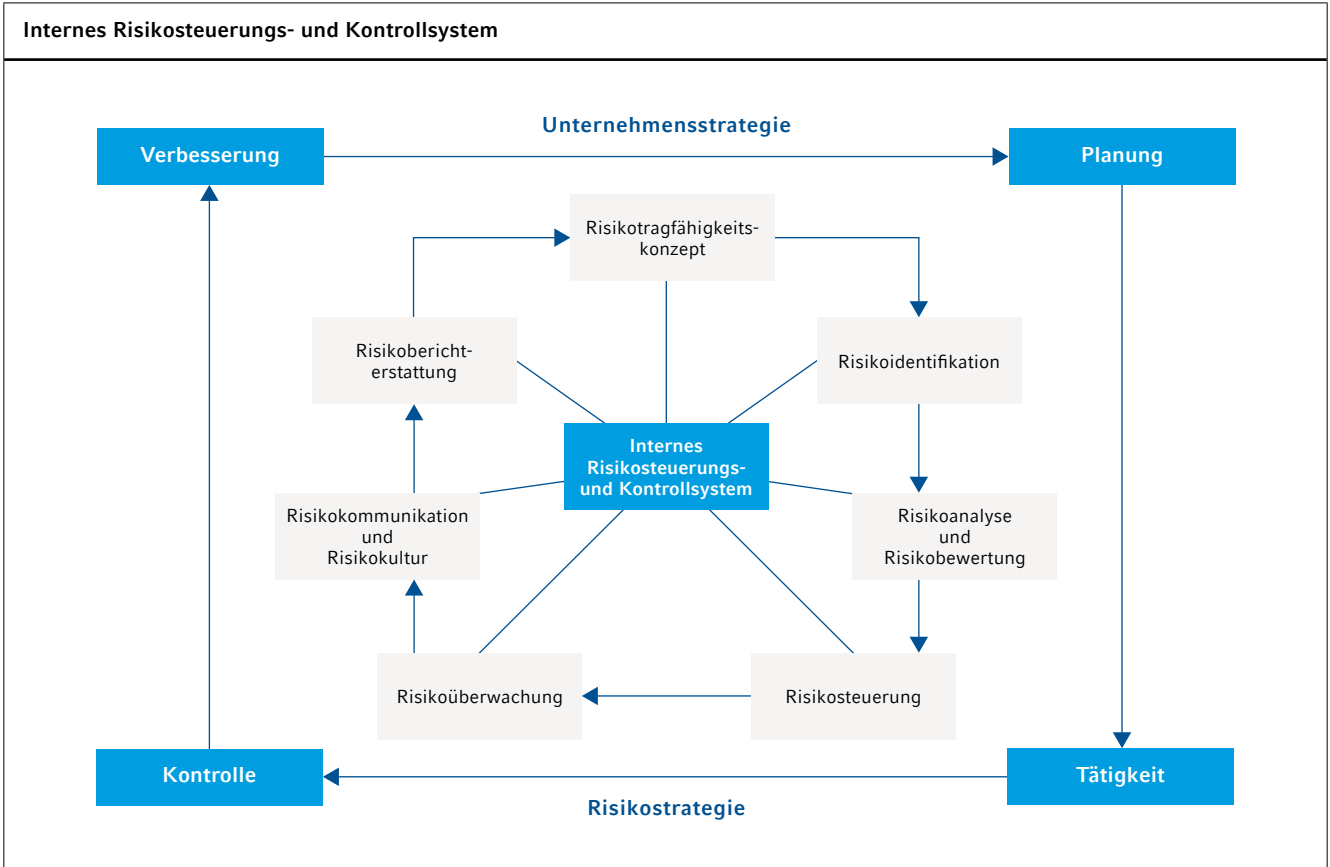 Internes Risikosteuerungs- und Kontrollsystem
Unternehmensstrategie
Verbesserung
Planung
Risikotragfähigkeits-
konzept
Risikobericht-
erstattung
Risikoidentifikation
Internes
Risikosteuerungs-
und Kontrollsystem
Risikokommunikation
und
Risikokultur
Risikoanalyse
und
Risikobewertung
Risikoüberwachung
Risikosteuerung
Kontrolle
Tätigkeit
Risikostrategie